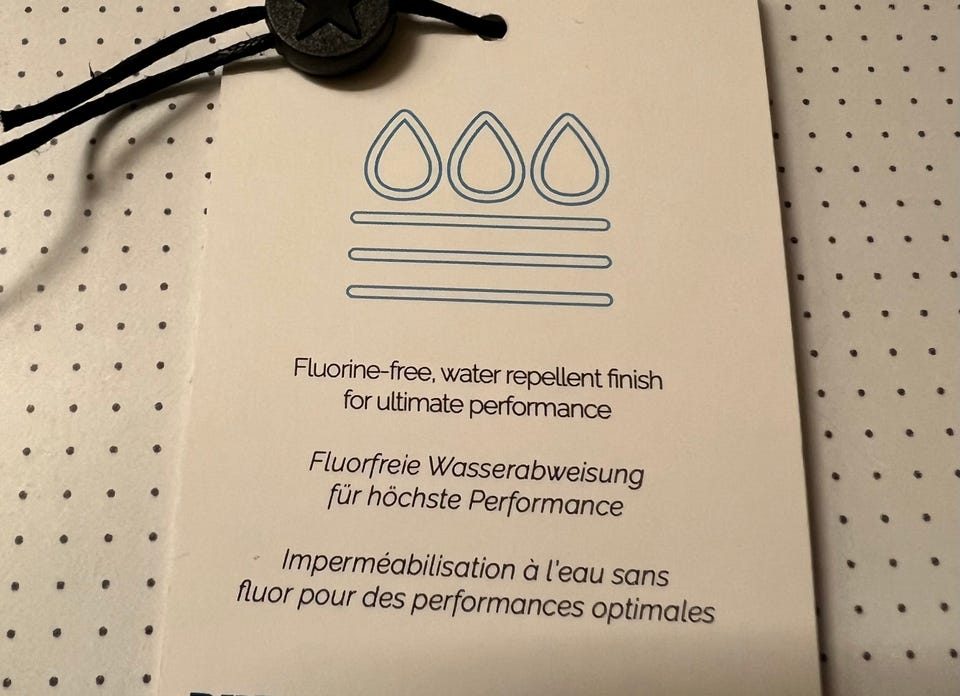 Fluorine-free, water repellent finish
for ultimate performance
Fluorfreie Wasserabweisung
für höchste Performance
Imperméabilisation à l'eau sans
fluor pour des performances optimales